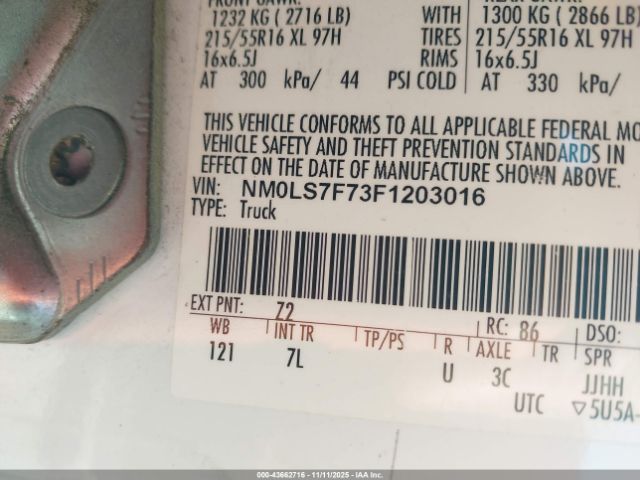 1232 KG ( 2716 LB) WITH 1300 KG ( 2866 LB)
215/55R16 XL 97H TIRES 215/55R16 XL 97H
16x6.5J RIMS 16x6.5J
AT 300 kPa/ 44 PSI COLD AT 330 kPa/
THIS VEHICLE CONFORMS TO ALL APPLICABLE FEDERAL MO
VEHICLE SAFETY AND THEFT PREVENTION STANDARDS IN
EFFECT ON THE DATE OF MANUFACTURE SHOWN ABOVE.
VIN: NM0LS7F73F1203016
TYPE: Truck
EXT PNT: Z2 RC: 86 DSO:
WB INT TR TP/PS R AXLE TR SPR
121 7L U 3C JJHH
UTC ▽5U5A-
000-43662716 - 11/11/2025 - IAA.com